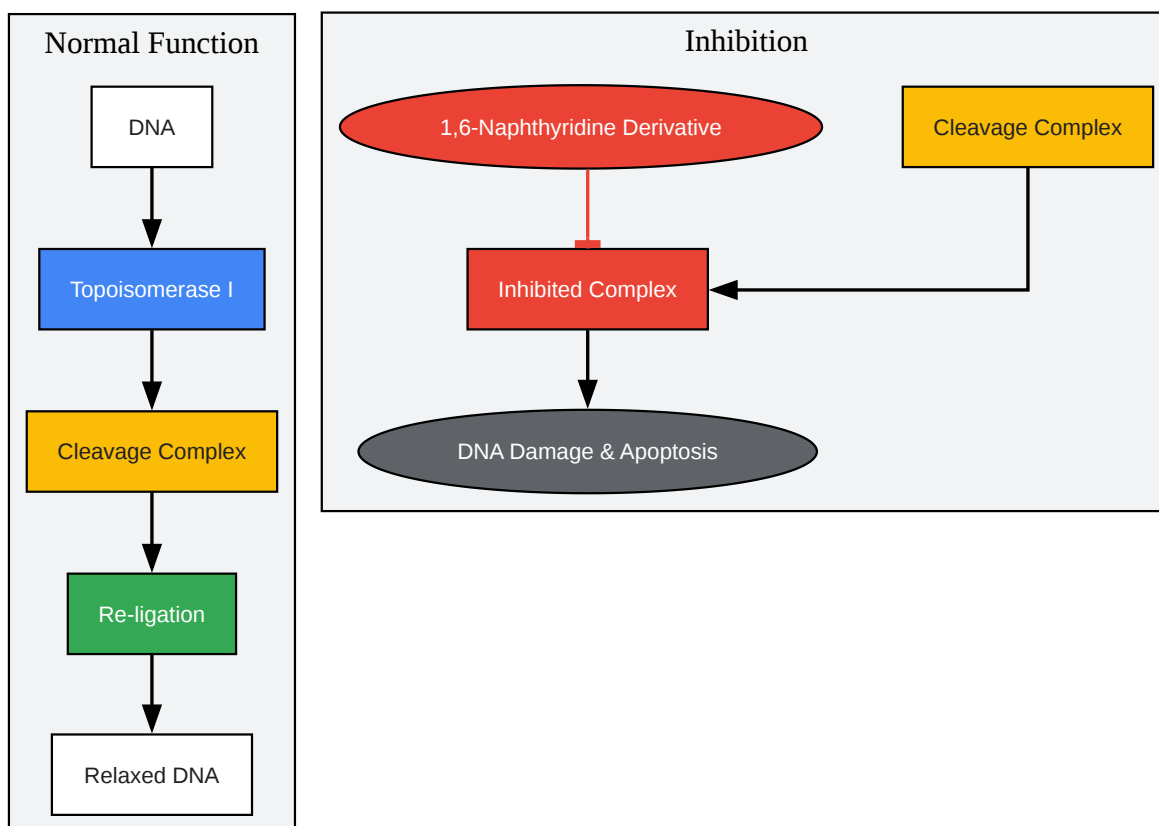 Normal Function
DNA
Topoisomerase I
Cleavage Complex
Re-ligation
Relaxed DNA
Inhibition
1,6-Naphthyridine Derivative
Cleavage Complex
Inhibited Complex
DNA Damage & Apoptosis